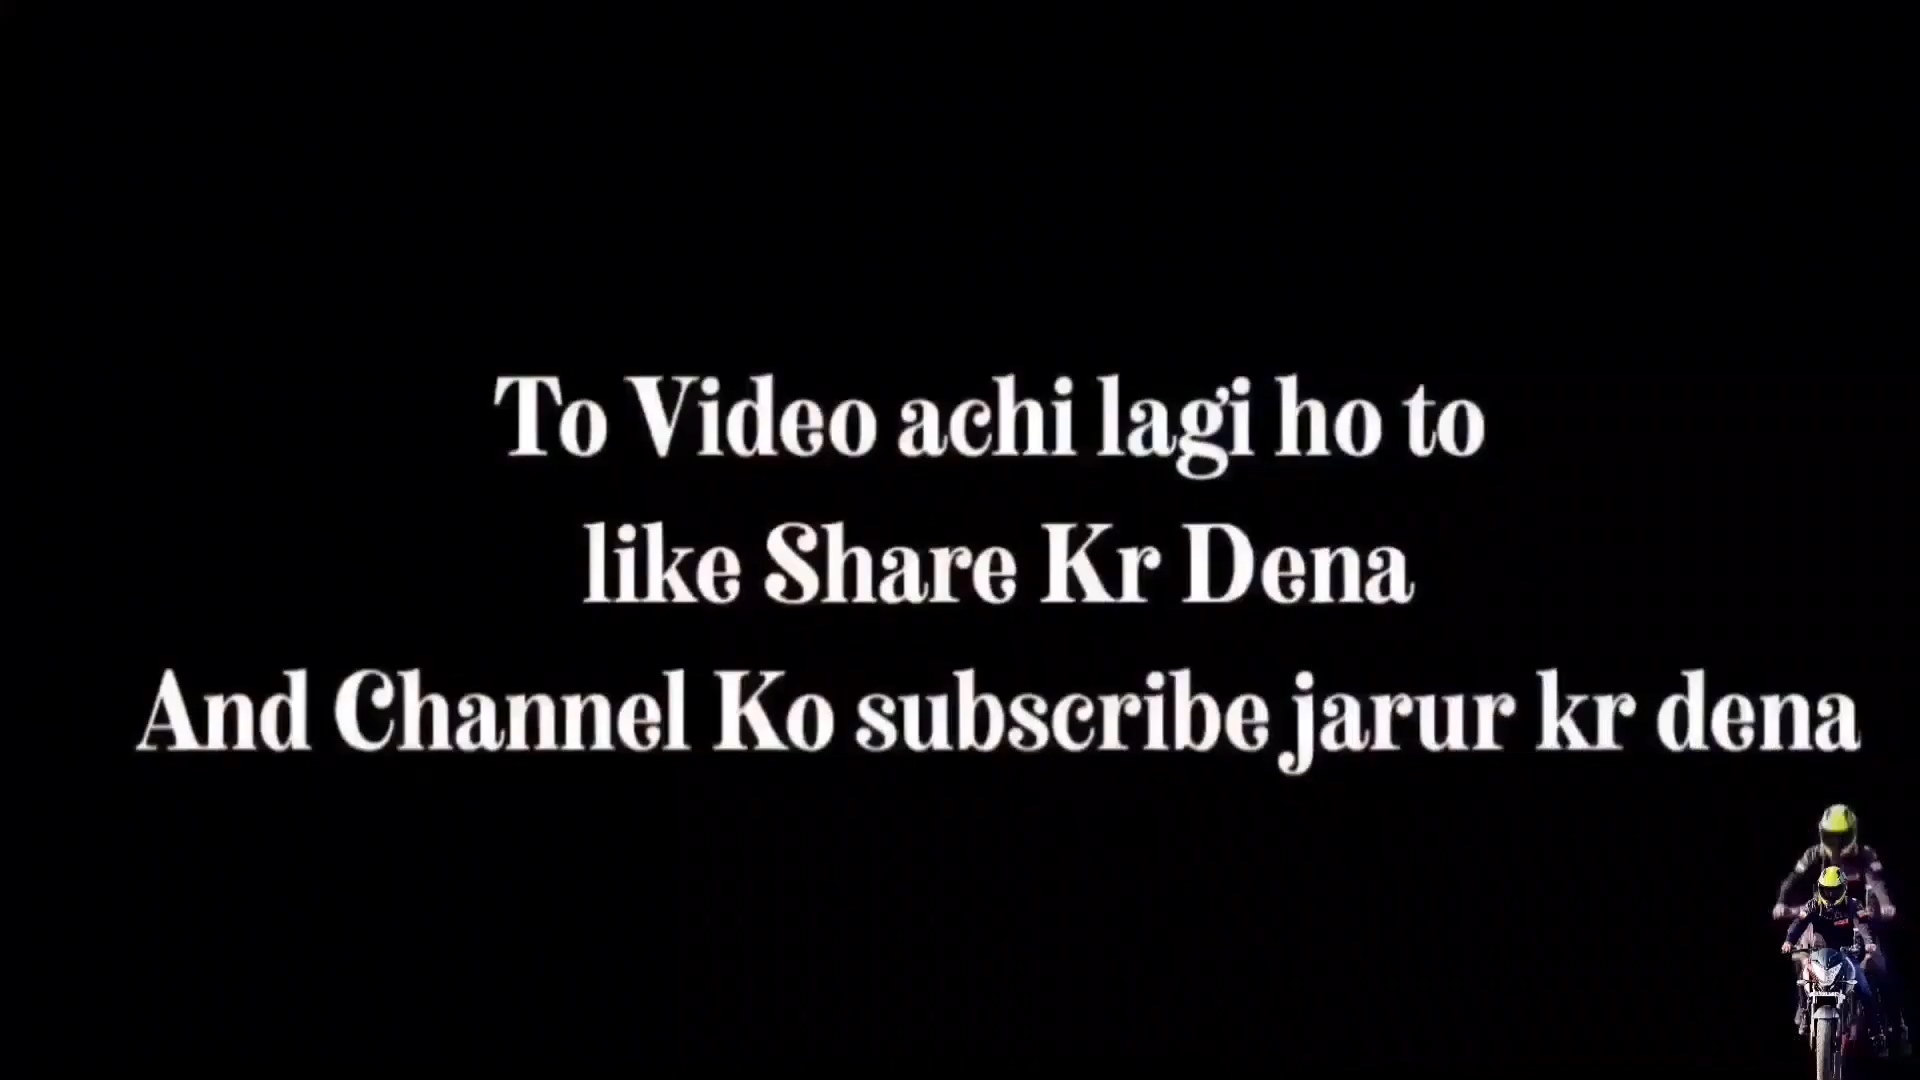 To Video achi lagi ho to
like Share Kr Dena
And Channel Ko subscribe jarur kr dena